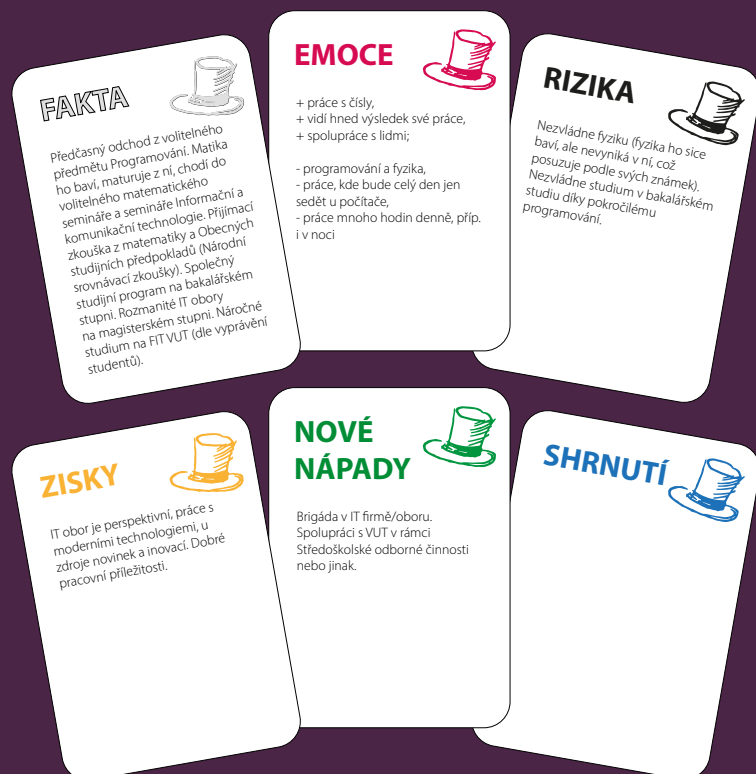 FAKTA
Předčasný odchod z volitelného
předmětu Programování. Matika
ho baví, maturuje z ní, chodí do
volitelného matematického
semináře a semináře Informační a
komunikační technologie. Přijímací
zkouška z matematiky a Obecných
studijních předpokladů (Národní
srovnávací zkoušky). Společný
studijní program na bakalářském
stupni. Rozmanité IT obory
na magisterském stupni. Náročné
studium na FIT VUT (dle vyprávění
studentů).
EMOCE
+ práce s čísly,
+ vidí hned výsledek své práce,
+ spolupráce s lidmi;
- programování a fyzika,
- práce, kde bude celý den jen
sedět u počítače,
- práce mnoho hodin denně, příp.
i v noci
RIZIKA
Nezvládne fyziku (fyzika ho sice
baví, ale nevyniká v ní, což
posuzuje podle svých známek).
Nezvládne studium v bakalářském
studiu díky pokročilému
programování.
ZISKY
IT obor je perspektivní, práce s
moderními technologiemi, u
zdroje novinek a inovací. Dobré
pracovní příležitosti.
NOVÉ
NÁPADY
Brigáda v IT firmě/oboru.
Spolupráci s VUT v rámci
Středoškolské odborné činnosti
nebo jinak.
SHRNUTÍ